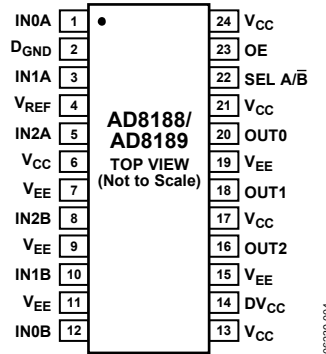 IN0A 1 24 VCC
DGND 2 23 OE
IN1A 3 22 SEL A/B̅
VREF 4 21 VCC
IN2A 5 20 OUT0
VCC 6 19 VEE
VEE 7 18 OUT1
IN2B 8 17 VCC
VEE 9 16 OUT2
IN1B 10 15 VEE
VEE 11 14 DVCC
IN0B 12 13 VCC
AD8188/
AD8189
TOP VIEW
(Not to Scale)